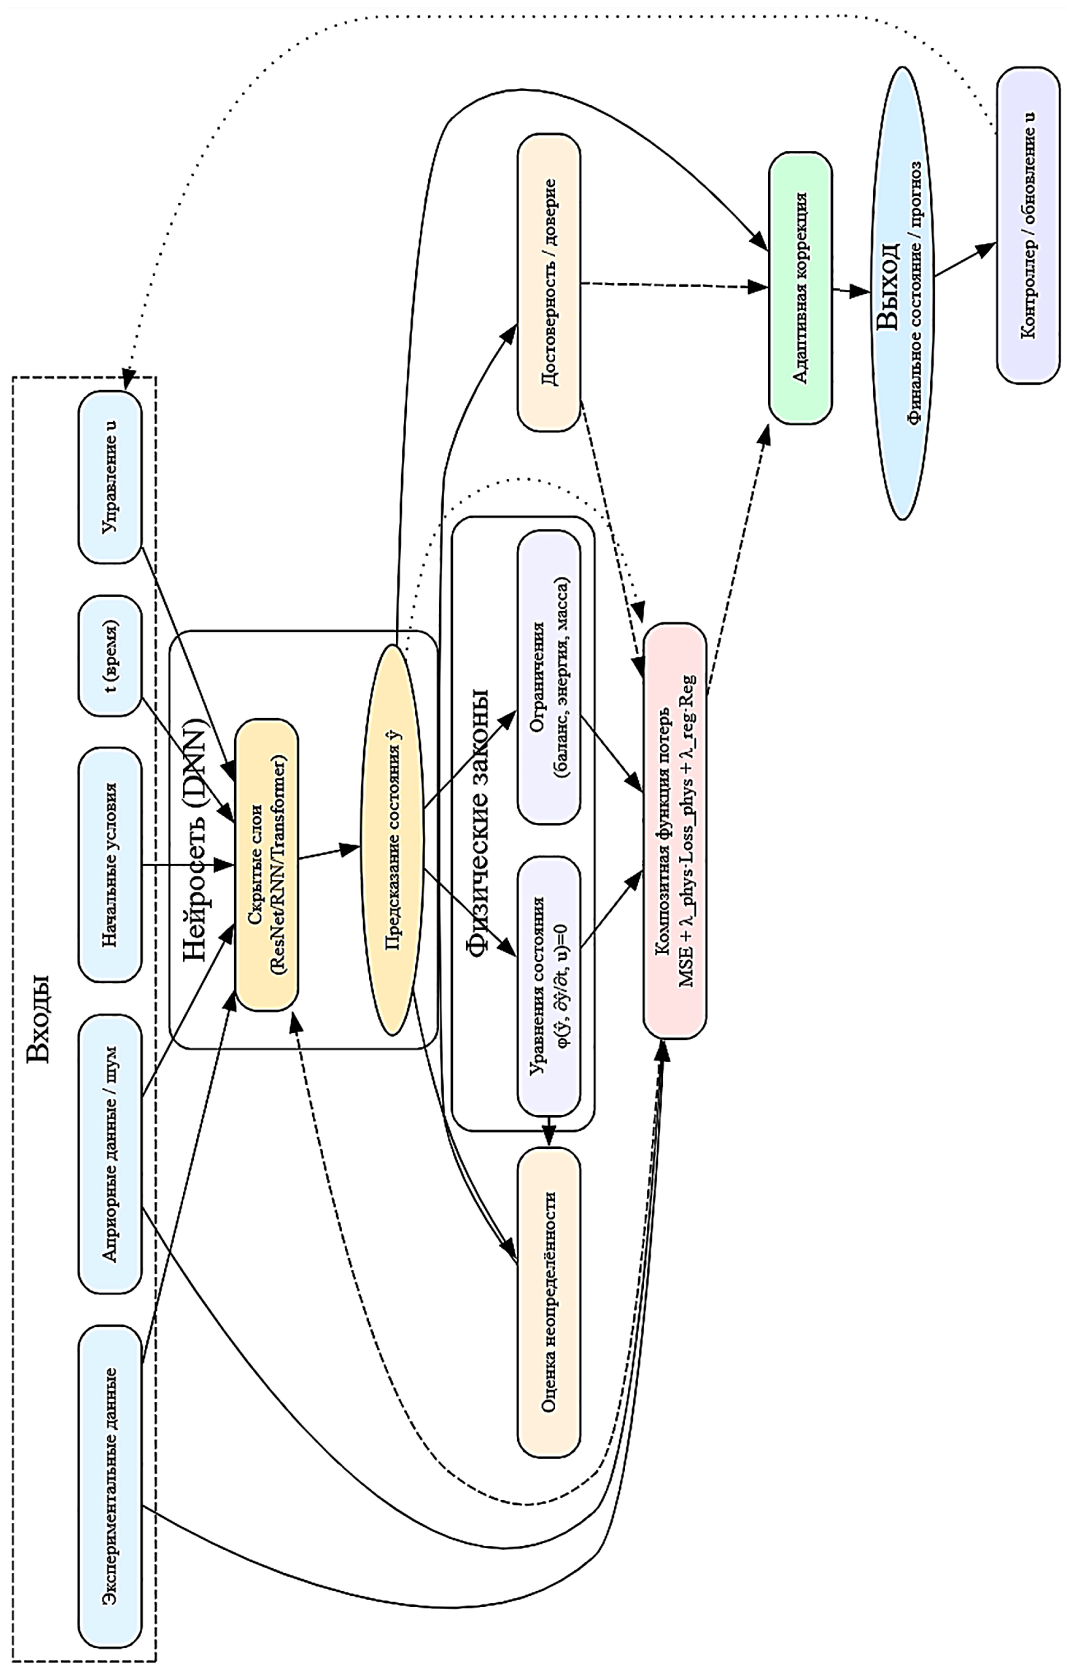 Входы
Экспериментальные данные
Априорные данные / шум
Начальные условия
t (время)
Управление u
Нейросеть (DNN)
Скрытые слои
(ResNet/RNN/Transformer)
Предсказание состояния ŷ
Физические законы
Оценка неопределённости
Уравнения состояния
φ(ŷ, ∂ŷ/∂t, u)=0
Ограничения
(баланс, энергия, масса)
Достоверность / доверие
Композитная функция потерь
MSE + λ_phys·Loss_phys + λ_reg·Reg
Адаптивная коррекция
Выход
Финальное состояние / прогноз
Контроллер / обновление u